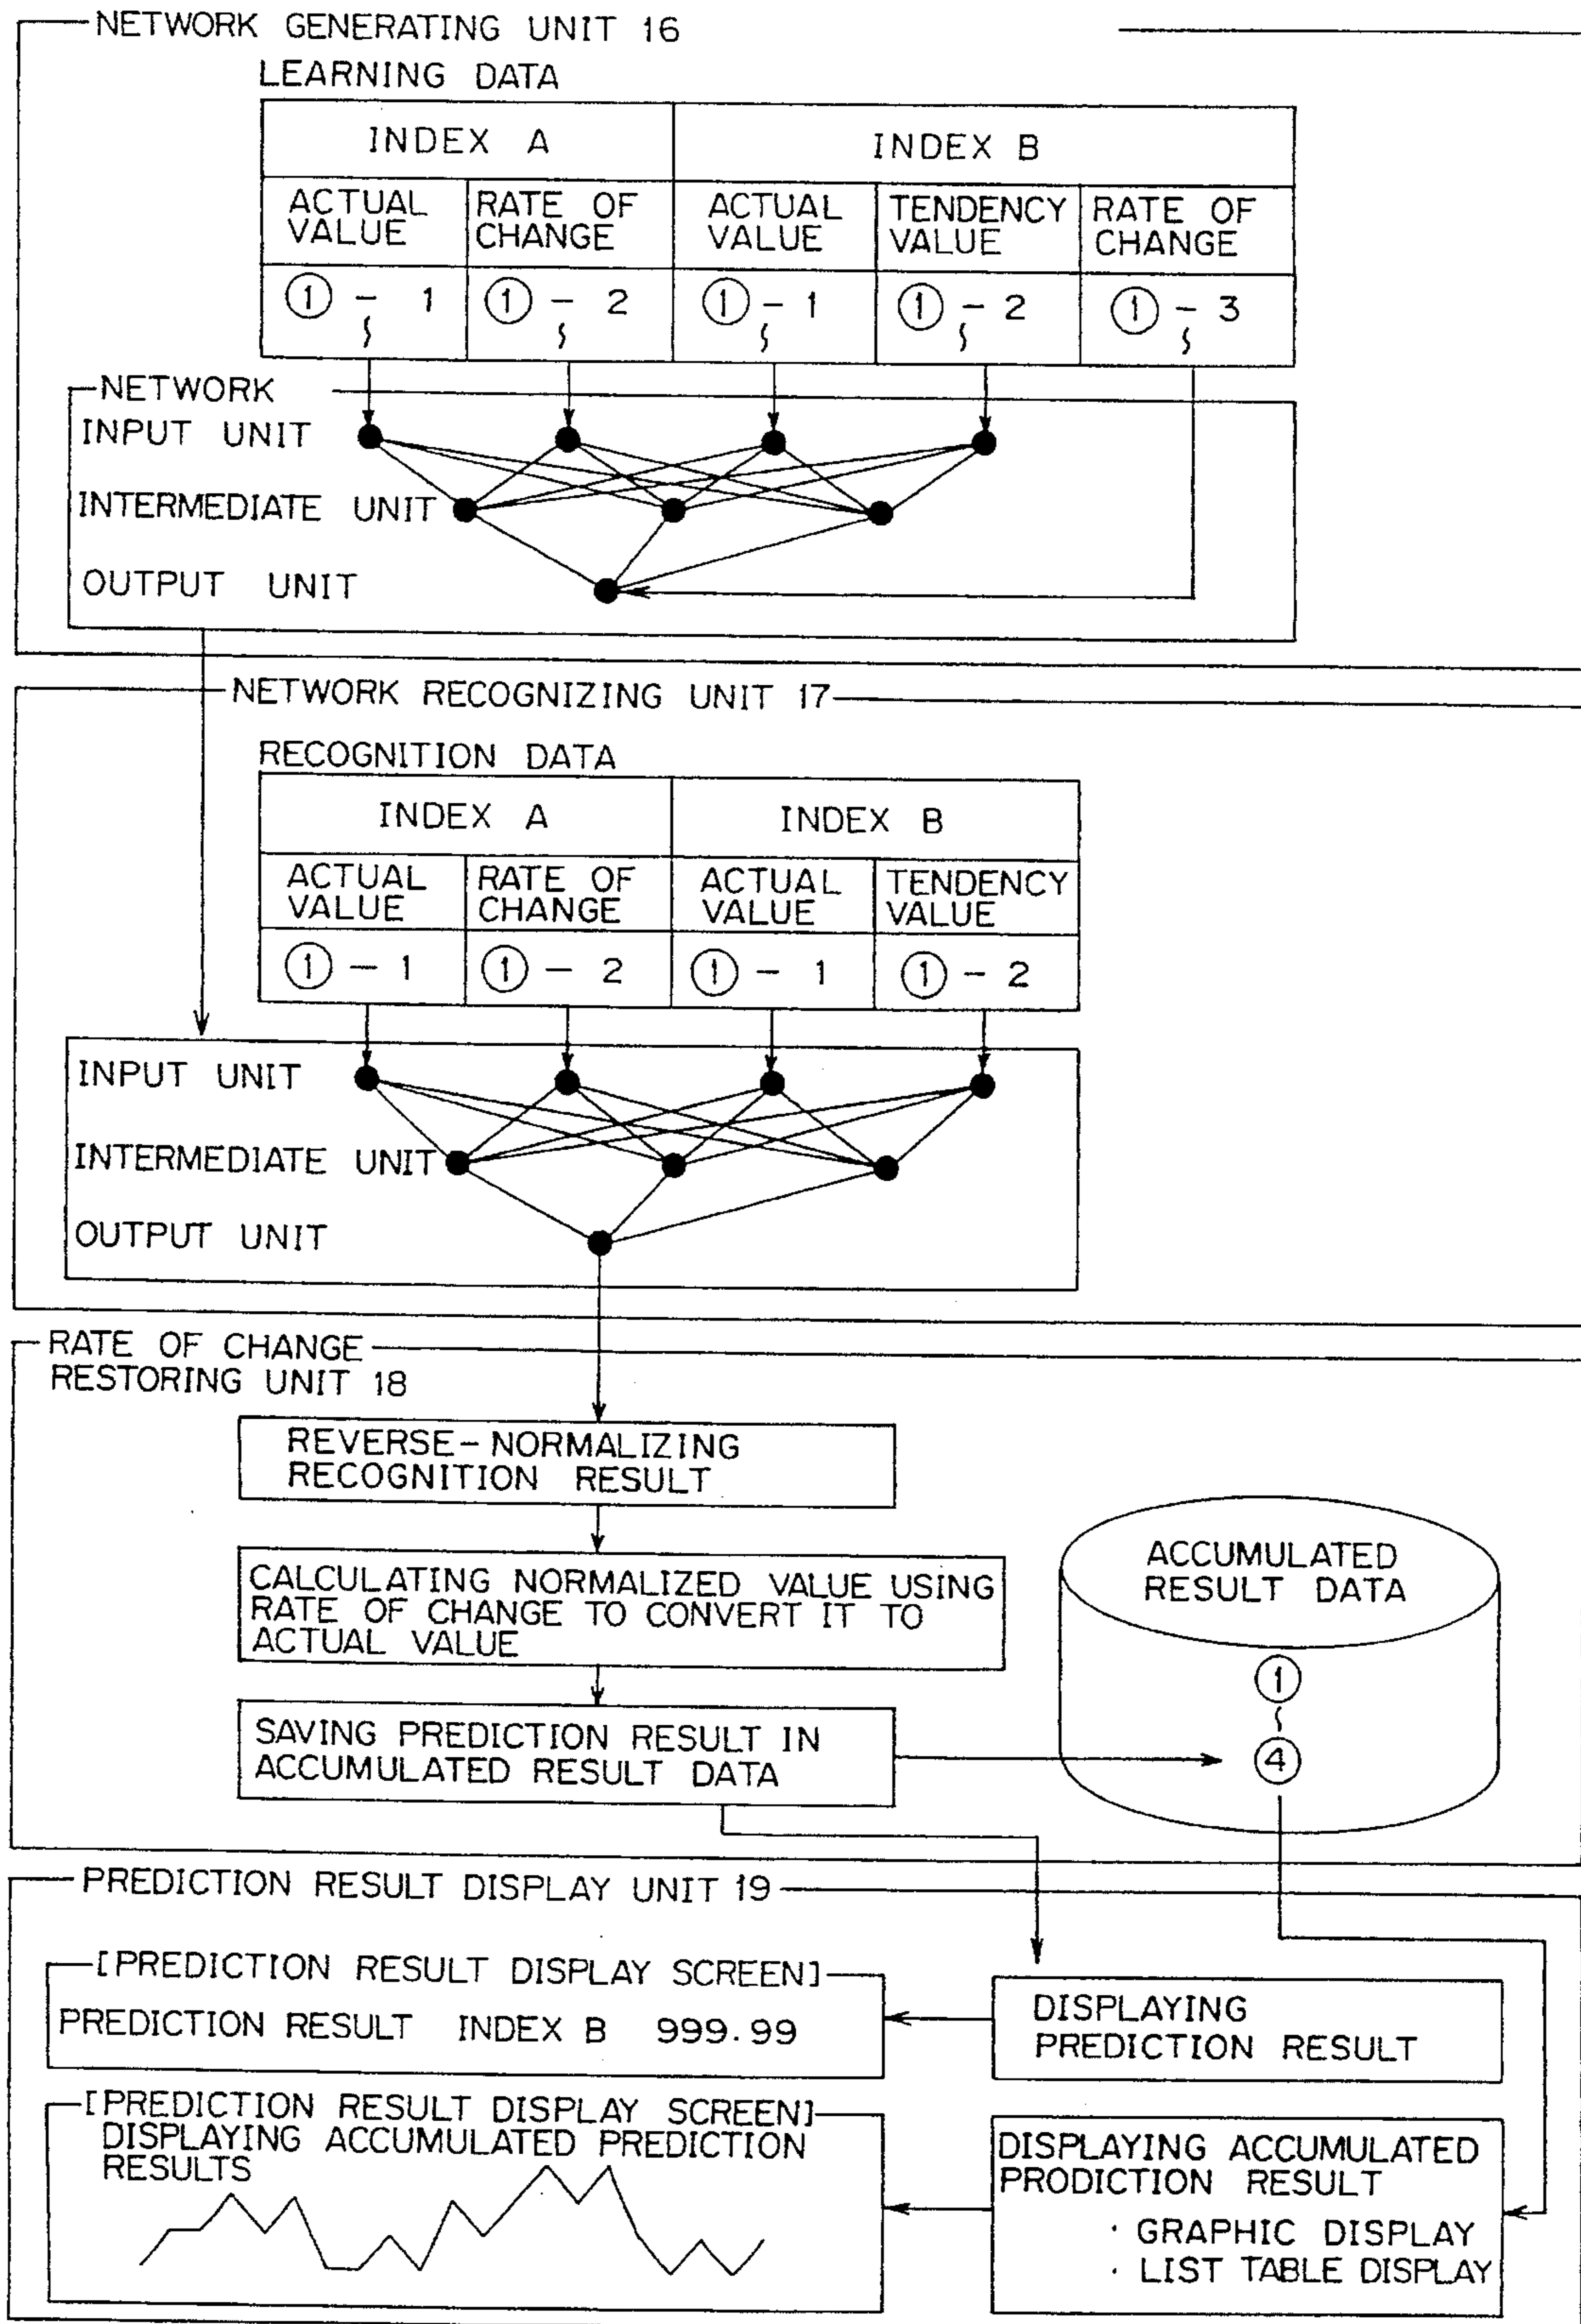 NETWORK GENERATING UNIT 16
LEARNING DATA
INDEX A INDEX B
ACTUAL VALUE RATE OF CHANGE ACTUAL VALUE TENDENCY VALUE RATE OF CHANGE
① - 1 ① - 2 ① - 1 ① - 2 ① - 3
NETWORK
INPUT UNIT
INTERMEDIATE UNIT
OUTPUT UNIT
NETWORK RECOGNIZING UNIT 17
RECOGNITION DATA
INDEX A INDEX B
ACTUAL VALUE RATE OF CHANGE ACTUAL VALUE TENDENCY VALUE
① - 1 ① - 2 ① - 1 ① - 2
INPUT UNIT
INTERMEDIATE UNIT
OUTPUT UNIT
RATE OF CHANGE
RESTORING UNIT 18
REVERSE-NORMALIZING
RECOGNITION RESULT
CALCULATING NORMALIZED VALUE USING
RATE OF CHANGE TO CONVERT IT TO
ACTUAL VALUE
SAVING PREDICTION RESULT IN
ACCUMULATED RESULT DATA
ACCUMULATED
RESULT DATA
①
④
PREDICTION RESULT DISPLAY UNIT 19
[PREDICTION RESULT DISPLAY SCREEN]
PREDICTION RESULT INDEX B 999.99
DISPLAYING
PREDICTION RESULT
[PREDICTION RESULT DISPLAY SCREEN]
DISPLAYING ACCUMULATED PREDICTION
RESULTS
DISPLAYING ACCUMULATED
PRODICTION RESULT
· GRAPHIC DISPLAY
· LIST TABLE DISPLAY